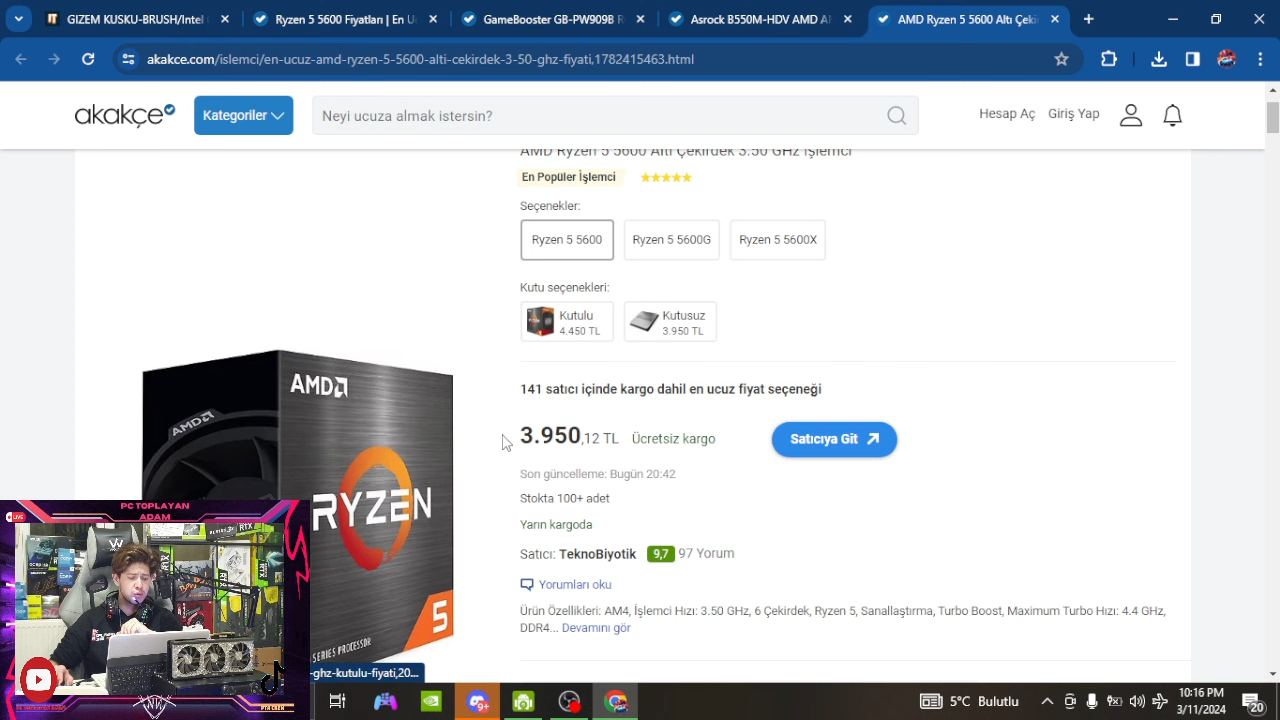 GIZEM KUSKU-BRUSH/Intel
Ryzen 5 5600 Fiyatları | En U
GameBooster GB-PW909B R
Asrock B550M-HDV AMD A
AMD Ryzen 5 5600 Altı Çeki
akakce.com/islemci/en-ucuz-amd-ryzen-5-5600-alti-cekirdek-3-50-ghz-fiyati,1782415463.html
akakçe
Kategoriler
Neyi ucuza almak istersin?
Hesap Aç
Giriş Yap
AMD Ryzen 5 5600 Altı Çekirdek 3.50 GHz İşlemci
En Popüler İşlemci
Seçenekler:
Ryzen 5 5600
Ryzen 5 5600G
Ryzen 5 5600X
Kutu seçenekleri:
Kutulu
4.450 TL
Kutusuz
3.950 TL
141 satıcı içinde kargo dahil en ucuz fiyat seçeneği
3.950,12 TL Ücretsiz kargo
Satıcıya Git
Son güncelleme: Bugün 20:42
Stokta 100+ adet
Yarın kargoda
Satıcı: TeknoBiyotik 9,7 97 Yorum
Yorumları oku
Ürün Özellikleri: AM4, İşlemci Hızı: 3.50 GHz, 6 Çekirdek, Ryzen 5, Sanallaştırma, Turbo Boost, Maximum Turbo Hızı: 4.4 GHz,
DDR4... Devamını gör
AMD
AMD
RYZEN
5
SERIES PROCESSOR
-ghz-kutulu-fiyati,20...
PC TOPLAYAN
ADAM
LIVE
5°C Bulutlu
10:16 PM
3/11/2024
20